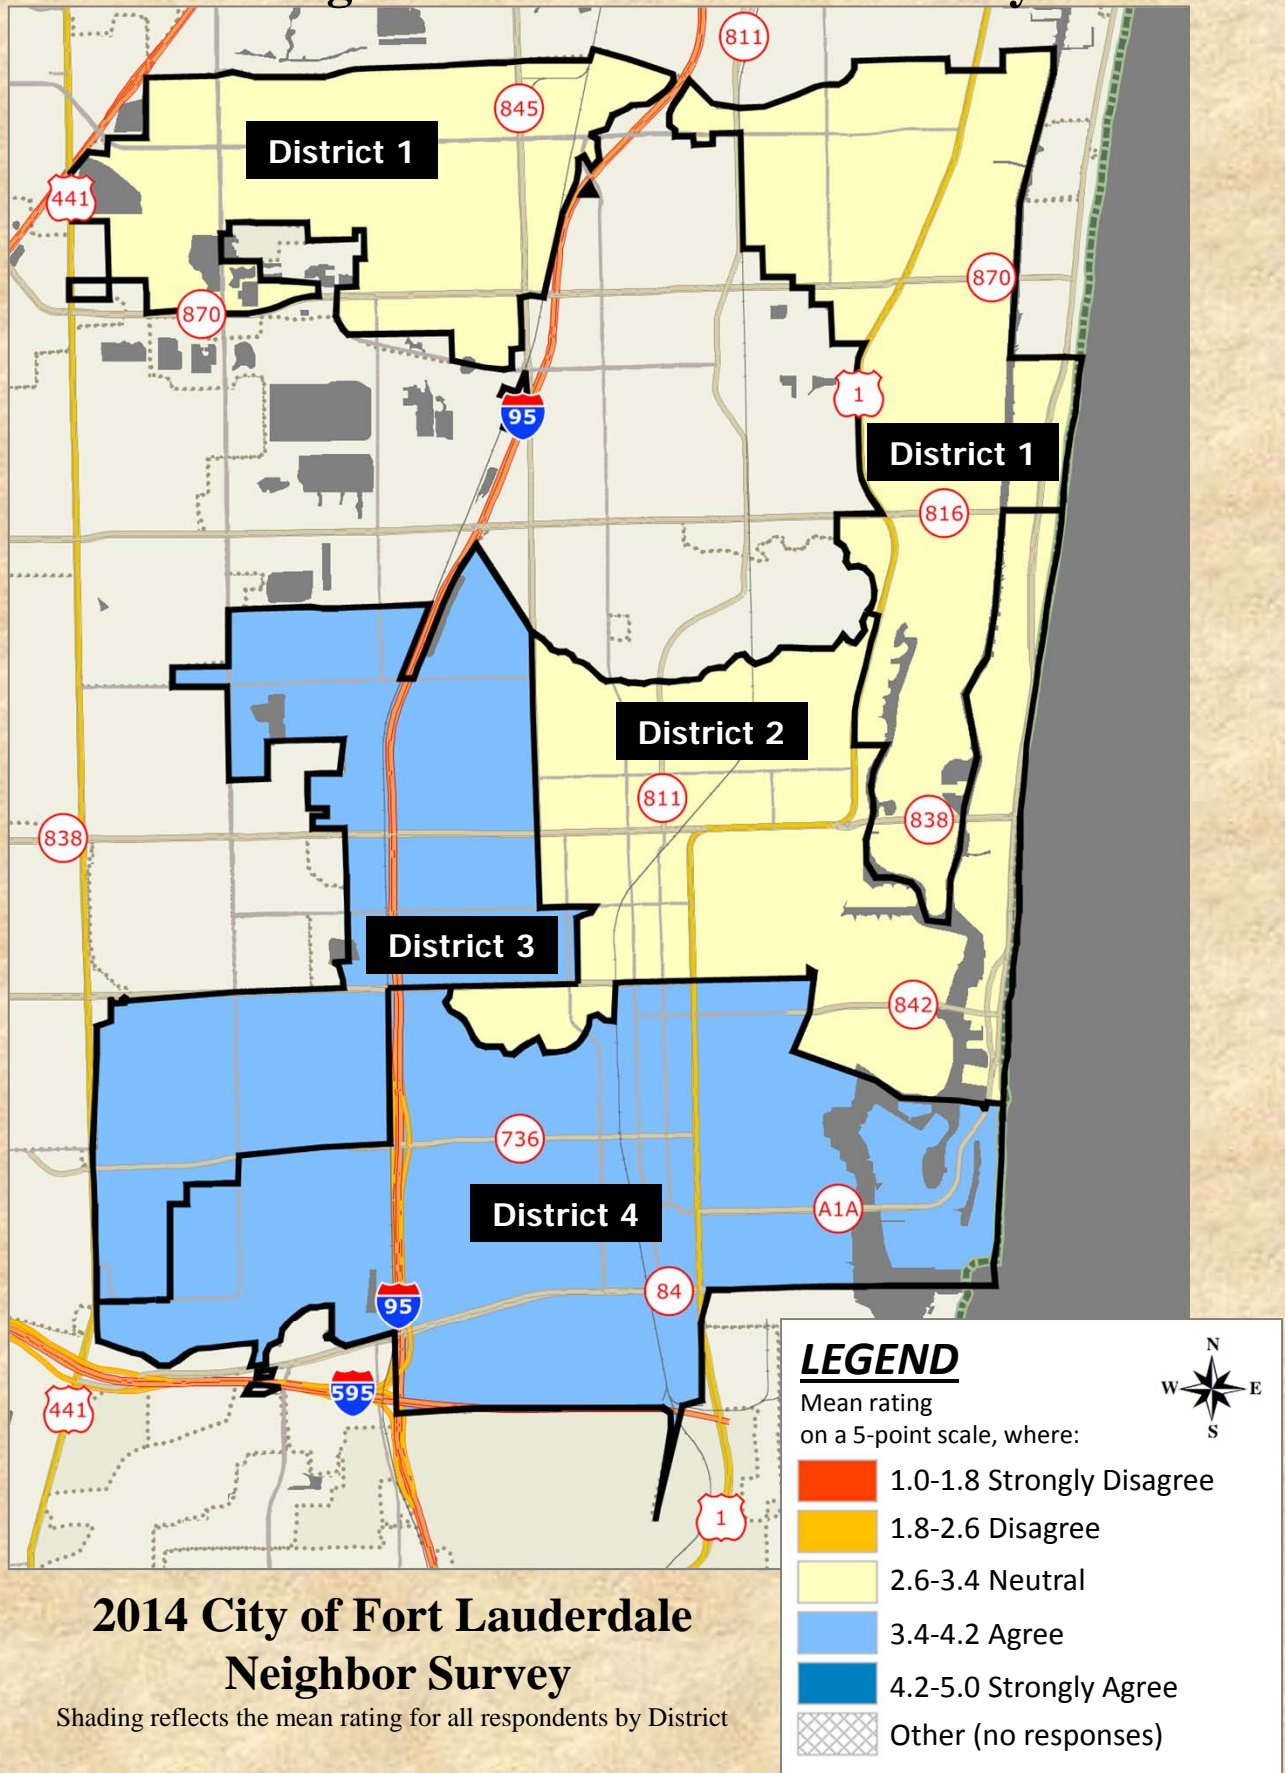 811
845
District 1
441
870
870
1
95
District 1
816
District 2
811
838
838
District 3
842
736
District 4
A1A
84
95
595
441
1
LEGEND
N
W E
S
Mean rating
on a 5-point scale, where:
1.0-1.8 Strongly Disagree
1.8-2.6 Disagree
2.6-3.4 Neutral
3.4-4.2 Agree
4.2-5.0 Strongly Agree
Other (no responses)
2014 City of Fort Lauderdale
Neighbor Survey
Shading reflects the mean rating for all respondents by District